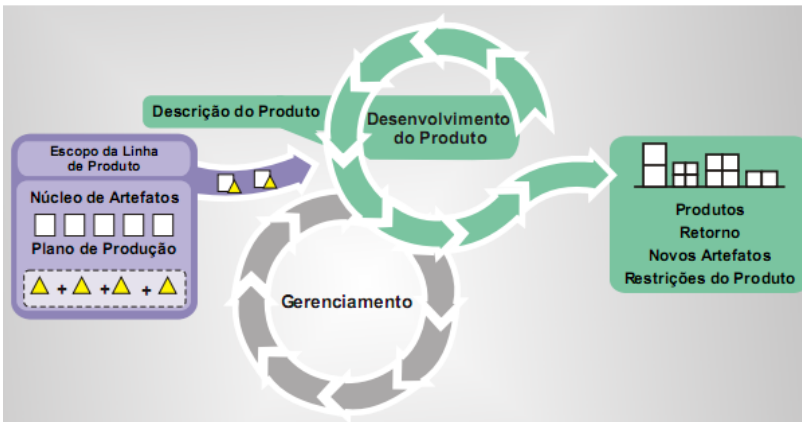 Descrição do Produto
Desenvolvimento
do Produto
Escopo da Linha
de Produto
Núcleo de Artefatos
Plano de Produção
+ + +
Gerenciamento
Produtos
Retorno
Novos Artefatos
Restrições do Produto